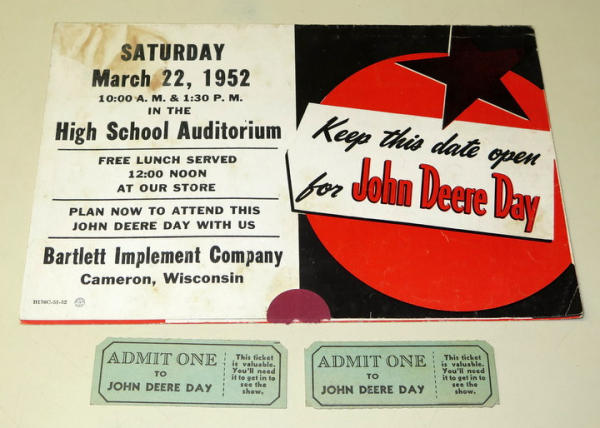 SATURDAY
March 22, 1952
10:00 A. M. & 1:30 P. M.
IN THE
High School Auditorium
FREE LUNCH SERVED
12:00 NOON
AT OUR STORE
PLAN NOW TO ATTEND THIS
JOHN DEERE DAY WITH US
Bartlett Implement Company
Cameron, Wisconsin
Keep this date open
for John Deere Day
ADMIT ONE
TO
JOHN DEERE DAY
This ticket
is valuable.
You'll need
it to get in to
see the
show.
ADMIT ONE
TO
JOHN DEERE DAY
This ticket
is valuable.
You'll need
it to get in to
see the
show.